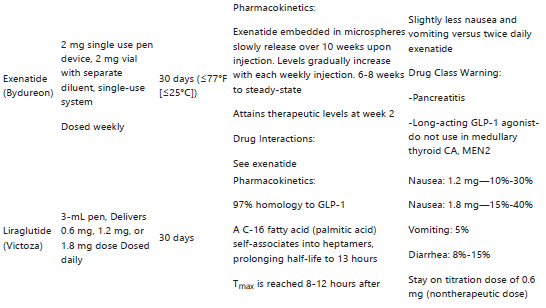 Exenatide
(Bydureon)
2 mg single use pen
device, 2 mg vial
with separate
diluent, single-use
system
Dosed weekly
30 days (≤77°F
[≤25°C])
Pharmacokinetics:
Exenatide embedded in microspheres
slowly release over 10 weeks upon
injection. Levels gradually increase
with each weekly injection. 6-8 weeks
to steady-state
Attains therapeutic levels at week 2
Drug Interactions:
See exenatide
Slightly less nausea and
vomiting versus twice daily
exenatide
Drug Class Warning:
-Pancreatitis
-Long-acting GLP-1 agonist-
do not use in medullary
thyroid CA, MEN2
Liraglutide
(Victoza)
3-mL pen, Delivers
0.6 mg, 1.2 mg, or
1.8 mg dose Dosed
daily
30 days
Pharmacokinetics:
97% homology to GLP-1
A C-16 fatty acid (palmitic acid)
self-associates into heptamers,
prolonging half-life to 13 hours
Tmax is reached 8-12 hours after
Nausea: 1.2 mg—10%-30%
Nausea: 1.8 mg—15%-40%
Vomiting: 5%
Diarrhea: 8%-15%
Stay on titration dose of 0.6
mg (nontherapeutic dose)